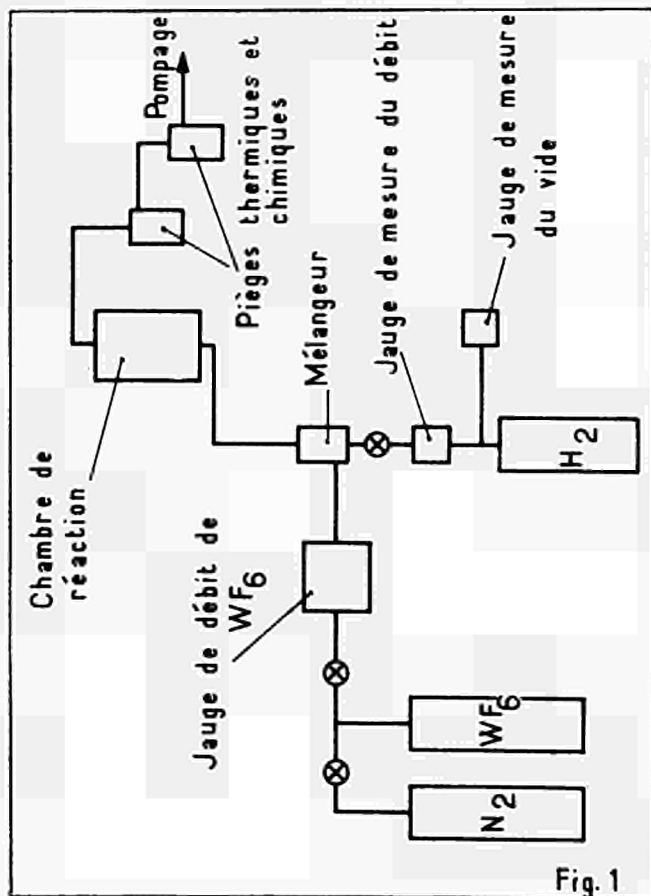 Pompage
Pièges thermiques et
chimiques
Chambre de
réaction
Mélangeur
Jauge de mesure du débit
Jauge de mesure
du vide
Jauge de débit de
WF6
H2
WF6
N2
Fig. 1